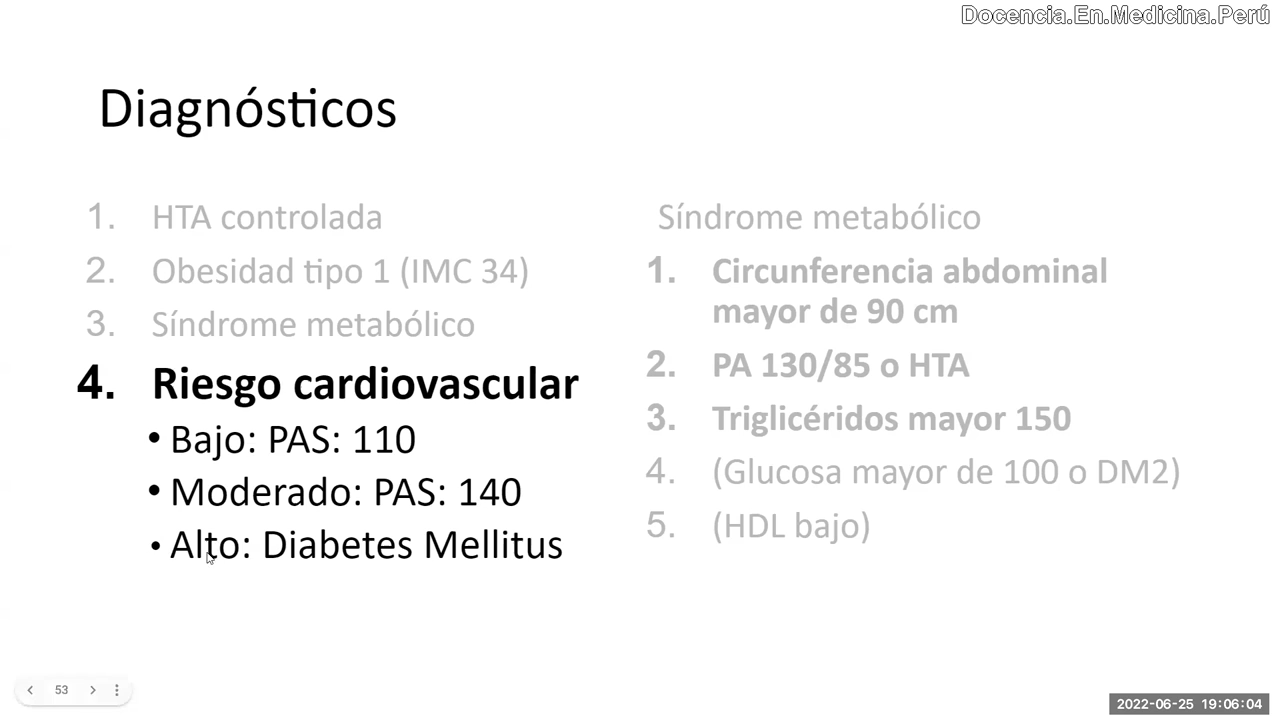 Docencia.En.Medicina.Perú
Diagnósticos
1. HTA controlada
2. Obesidad tipo 1 (IMC 34)
3. Síndrome metabólico
4. Riesgo cardiovascular
• Bajo: PAS: 110
• Moderado: PAS: 140
• Alto: Diabetes Mellitus
Síndrome metabólico
1. Circunferencia abdominal
mayor de 90 cm
2. PA 130/85 o HTA
3. Triglicéridos mayor 150
4. (Glucosa mayor de 100 o DM2)
5. (HDL bajo)
53
2022-06-25 19:06:04